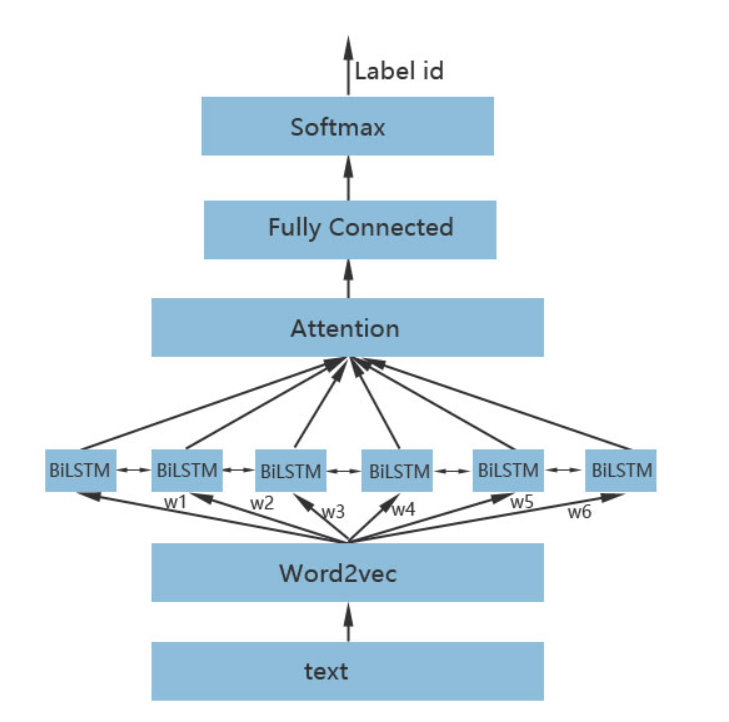 Label id
Softmax
Fully Connected
Attention
BiLSTM BiLSTM BiLSTM BiLSTM BiLSTM BiLSTM
w1 w2 w3 w4 w5 w6
Word2vec
text